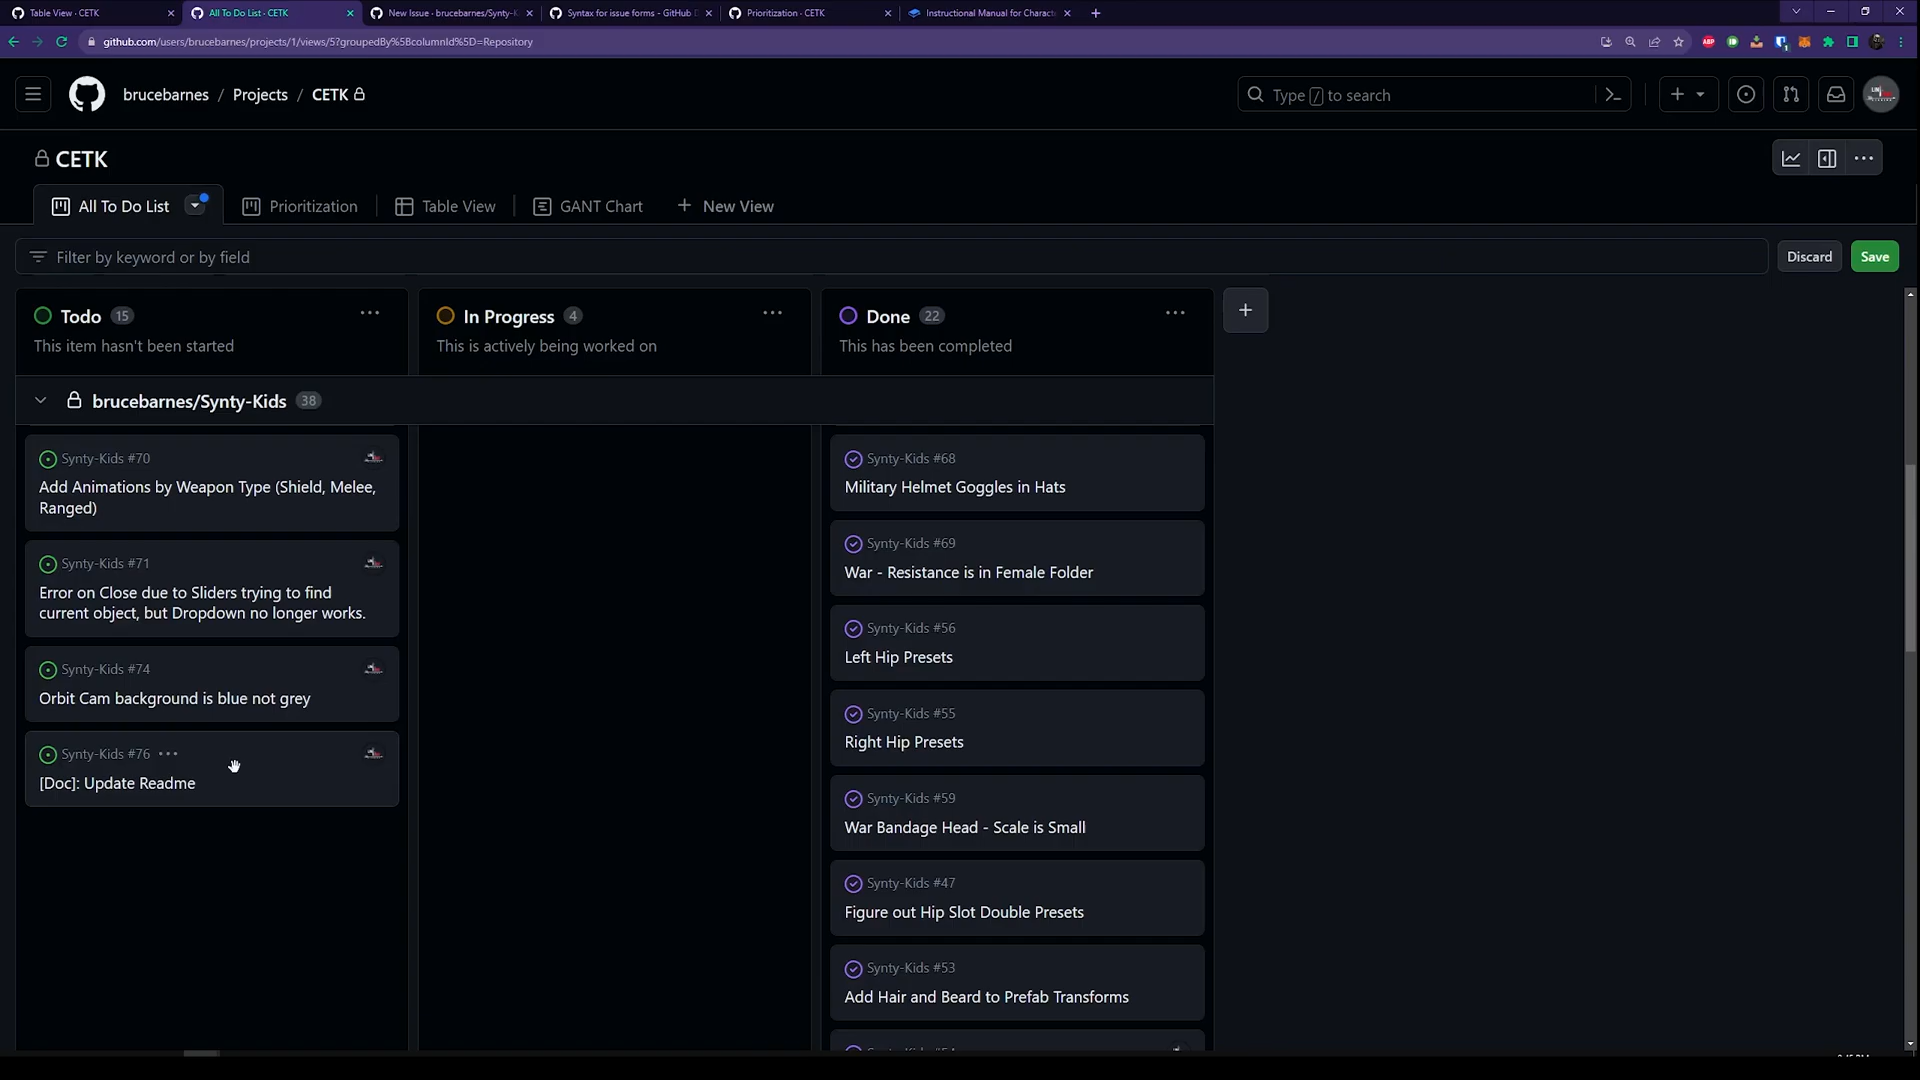 Table View · CETK
All To Do List · CETK
New Issue · brucebarnes/Synty-K
Syntax for issue forms - GitHub D
Prioritization · CETK
Instructional Manual for Charact
github.com/users/brucebarnes/projects/1/views/5?groupedBy%5BcolumnId%5D=Repository
brucebarnes / Projects / CETK
Type / to search
CETK
All To Do List
Prioritization
Table View
GANT Chart
New View
Filter by keyword or by field
Discard
Save
Todo 15
This item hasn't been started
In Progress 4
This is actively being worked on
Done 22
This has been completed
brucebarnes/Synty-Kids 38
Synty-Kids #70
Add Animations by Weapon Type (Shield, Melee,
Ranged)
Synty-Kids #71
Error on Close due to Sliders trying to find
current object, but Dropdown no longer works.
Synty-Kids #74
Orbit Cam background is blue not grey
Synty-Kids #76
[Doc]: Update Readme
Synty-Kids #68
Military Helmet Goggles in Hats
Synty-Kids #69
War - Resistance is in Female Folder
Synty-Kids #56
Left Hip Presets
Synty-Kids #55
Right Hip Presets
Synty-Kids #59
War Bandage Head - Scale is Small
Synty-Kids #47
Figure out Hip Slot Double Presets
Synty-Kids #53
Add Hair and Beard to Prefab Transforms